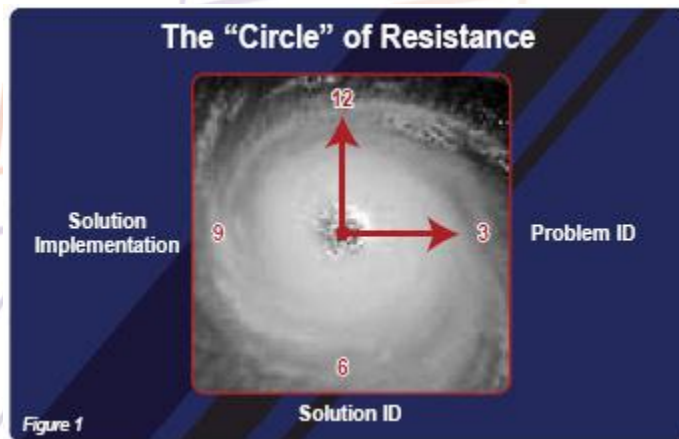 The “Circle” of Resistance
12
Solution
Implementation
9
3
Problem ID
6
Solution ID
Figure 1